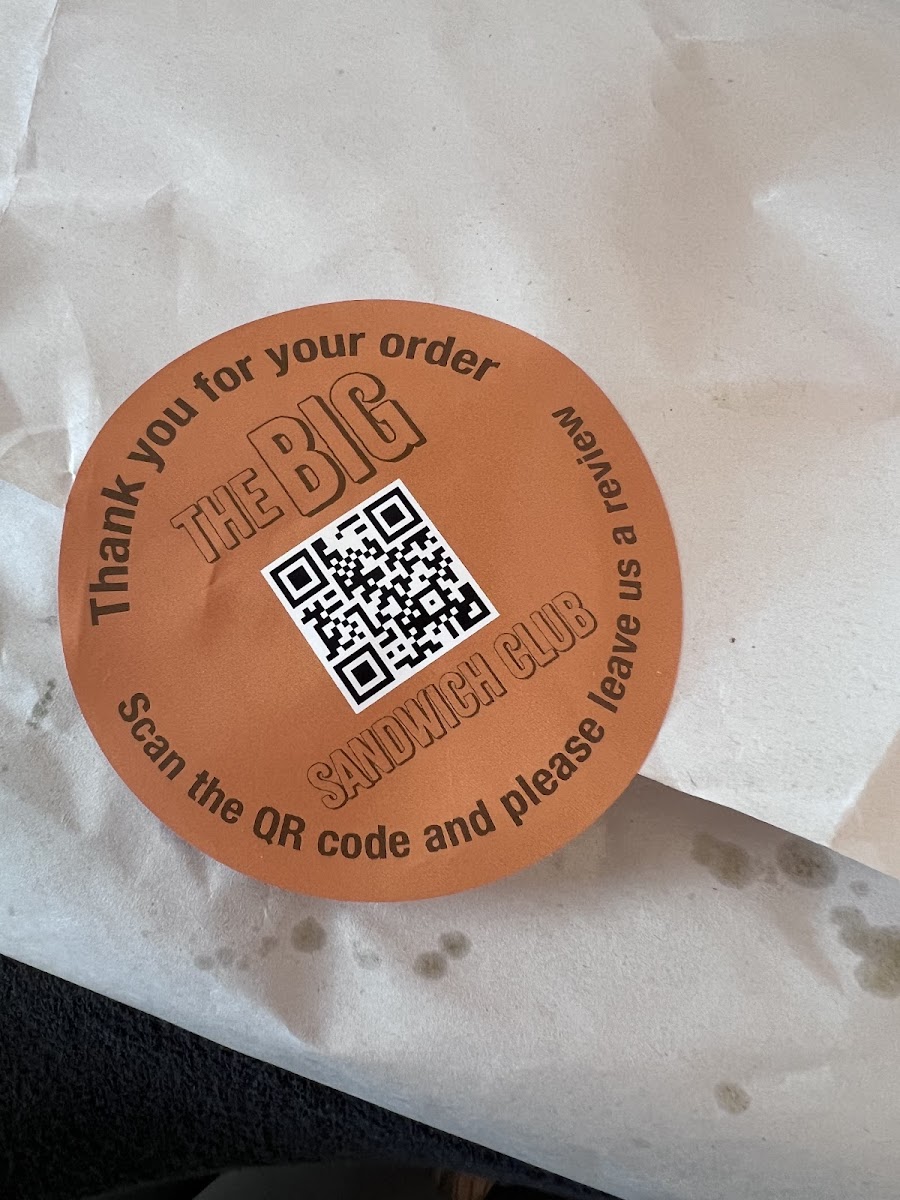 Thank you for your order
THE BIG
SANDWICH CLUB
Scan the QR code and please leave us a review